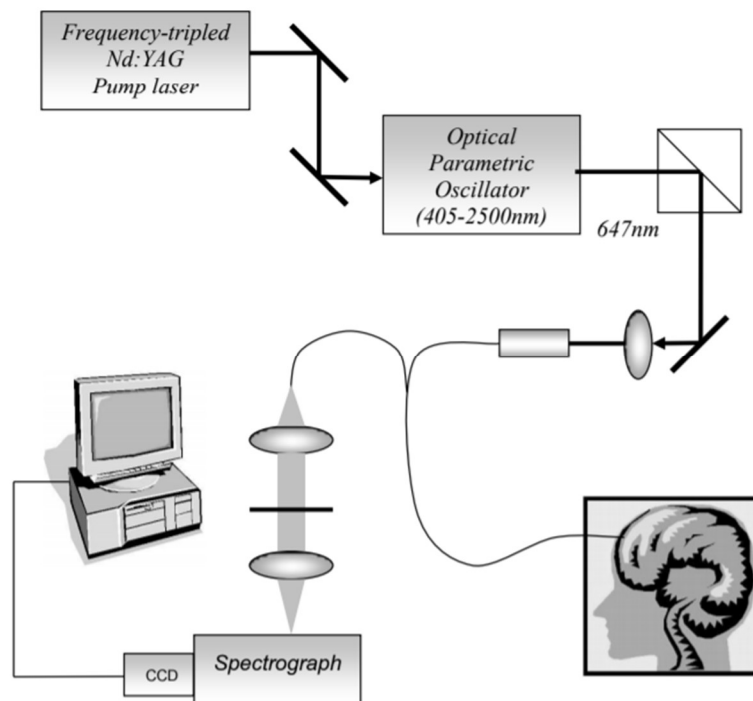 Frequency-tripled
Nd:YAG
Pump laser
Optical
Parametric
Oscillator
(405-2500nm)
647nm
CCD
Spectrograph